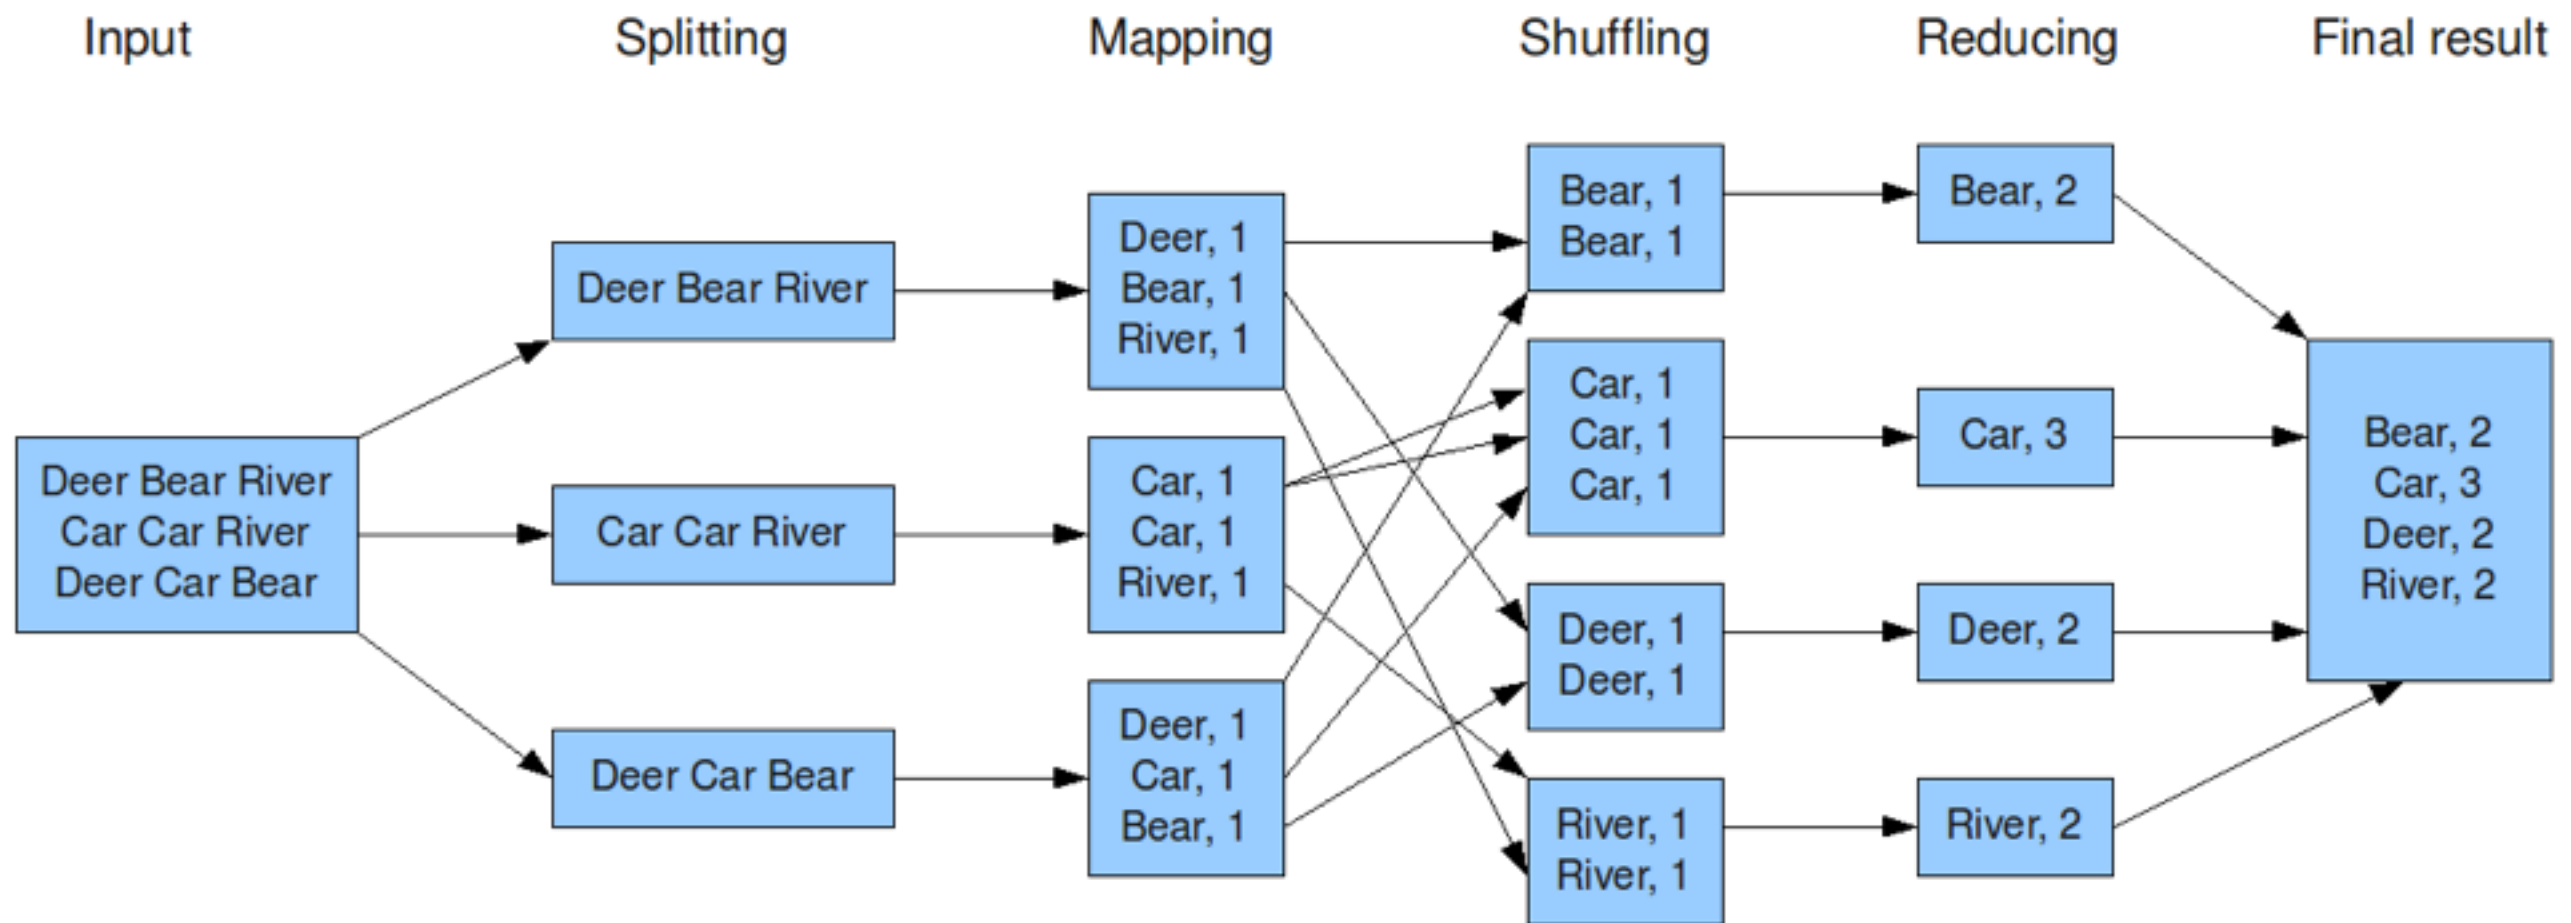 Input
Splitting
Mapping
Shuffling
Reducing
Final result
Deer Bear River
Car Car River
Deer Car Bear
Deer Bear River
Car Car River
Deer Car Bear
Deer, 1
Bear, 1
River, 1
Car, 1
Car, 1
River, 1
Deer, 1
Car, 1
Bear, 1
Bear, 1
Bear, 1
Car, 1
Car, 1
Car, 1
Deer, 1
Deer, 1
River, 1
River, 1
Bear, 2
Car, 3
Deer, 2
River, 2
Bear, 2
Car, 3
Deer, 2
River, 2